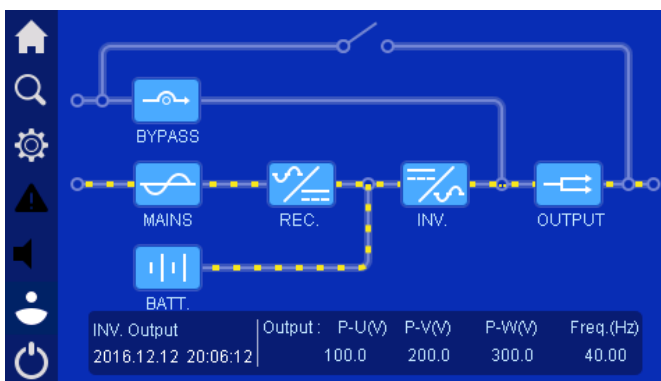 BYPASS
MAINS REC. INV. OUTPUT
BATT.
INV. Output Output : P-U(V) P-V(V) P-W(V) Freq.(Hz)
2016.12.12 20:06:12 100.0 200.0 300.0 40.00